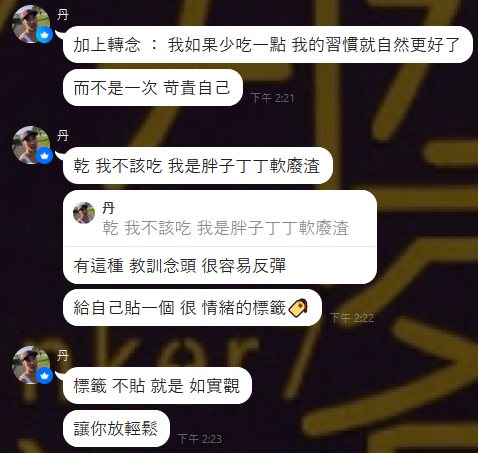 丹
加上轉念 ： 我如果少吃一點 我的習慣就自然更好了
而不是一次 苛責自己
下午 2:21
丹
乾 我不該吃 我是胖子丁丁軟廢渣
丹
乾 我不該吃 我是胖子丁丁軟廢渣
有這種 教訓念頭 很容易反彈
給自己貼一個 很 情緒的標籤🏷️
下午 2:22
丹
標籤 不貼 就是 如實觀
讓你放輕鬆
下午 2:23